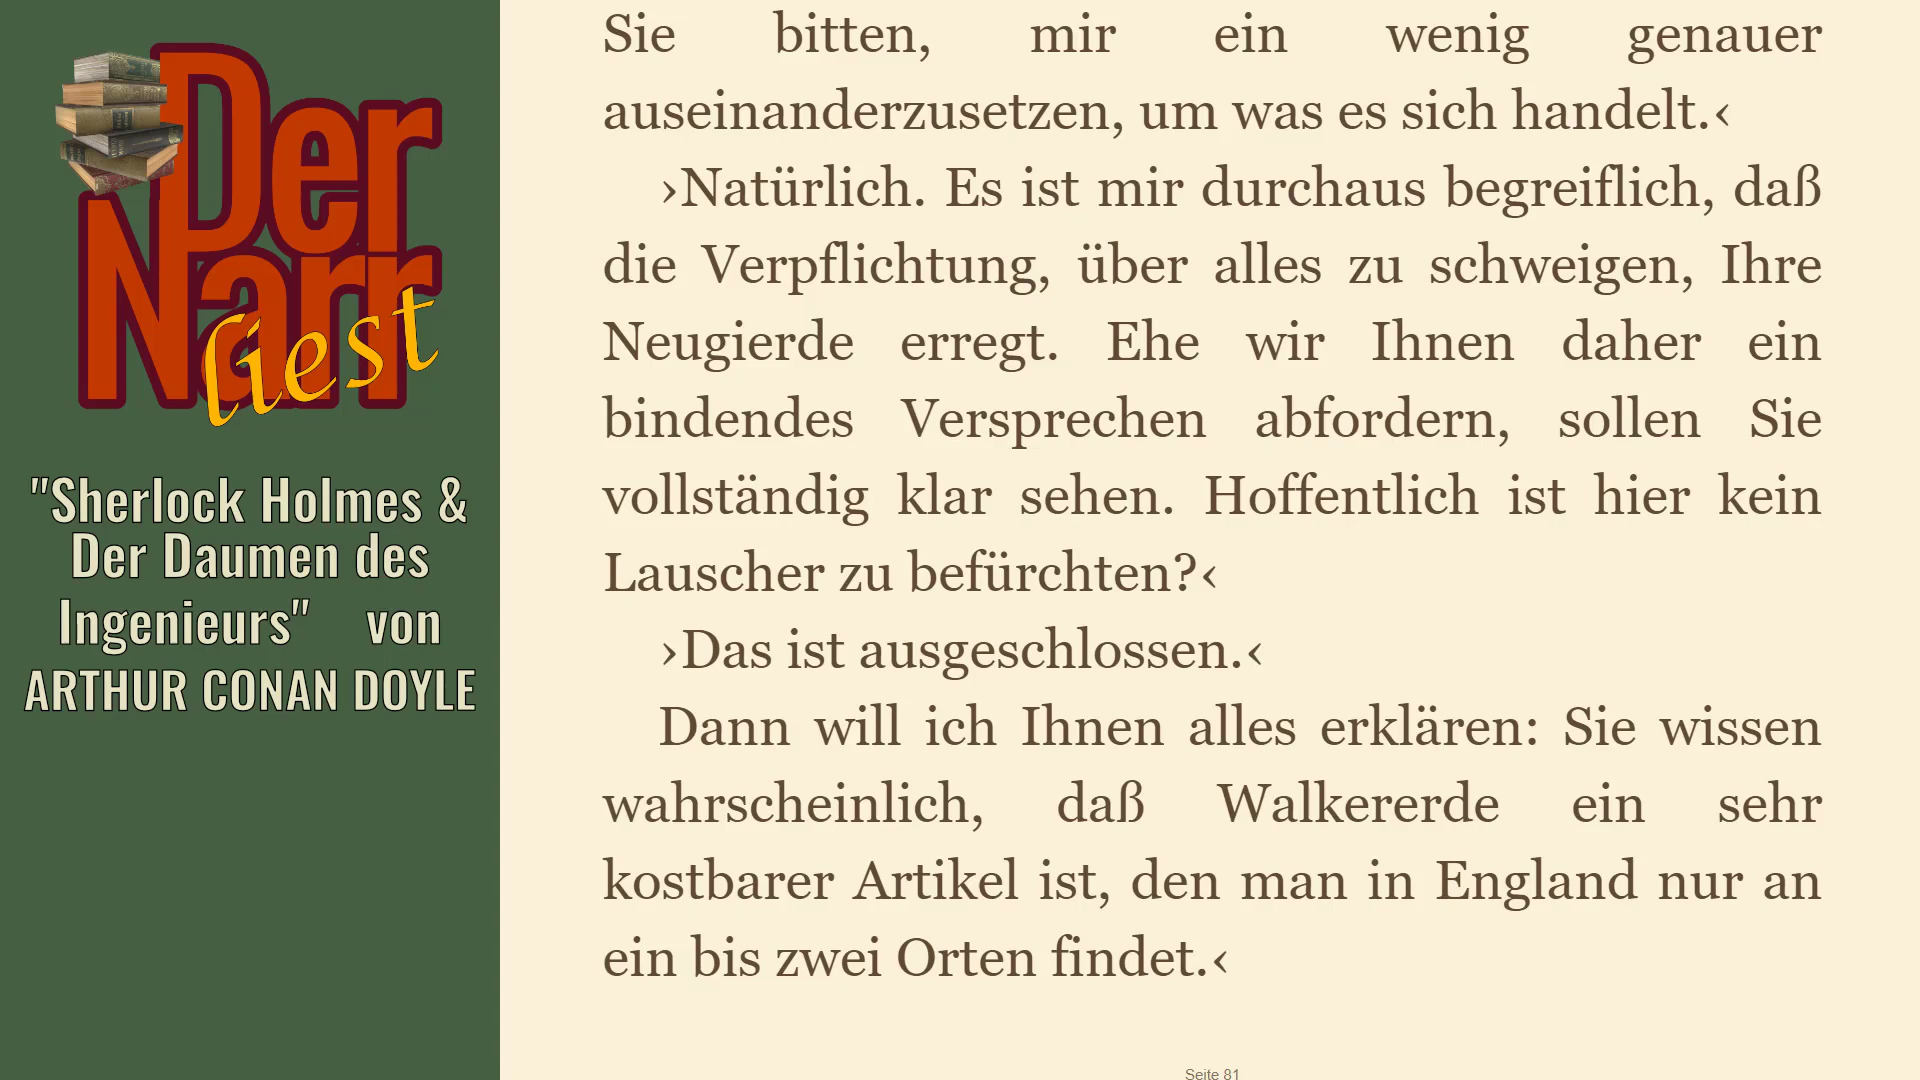 Der
Narr
liest
"Sherlock Holmes &
Der Daumen des
Ingenieurs" von
ARTHUR CONAN DOYLE
Sie bitten, mir ein wenig genauer
auseinanderzusetzen, um was es sich handelt.‹
›Natürlich. Es ist mir durchaus begreiflich, daß
die Verpflichtung, über alles zu schweigen, Ihre
Neugierde erregt. Ehe wir Ihnen daher ein
bindendes Versprechen abfordern, sollen Sie
vollständig klar sehen. Hoffentlich ist hier kein
Lauscher zu befürchten?‹
›Das ist ausgeschlossen.‹
Dann will ich Ihnen alles erklären: Sie wissen
wahrscheinlich, daß Walkererde ein sehr
kostbarer Artikel ist, den man in England nur an
ein bis zwei Orten findet.‹
Seite 81